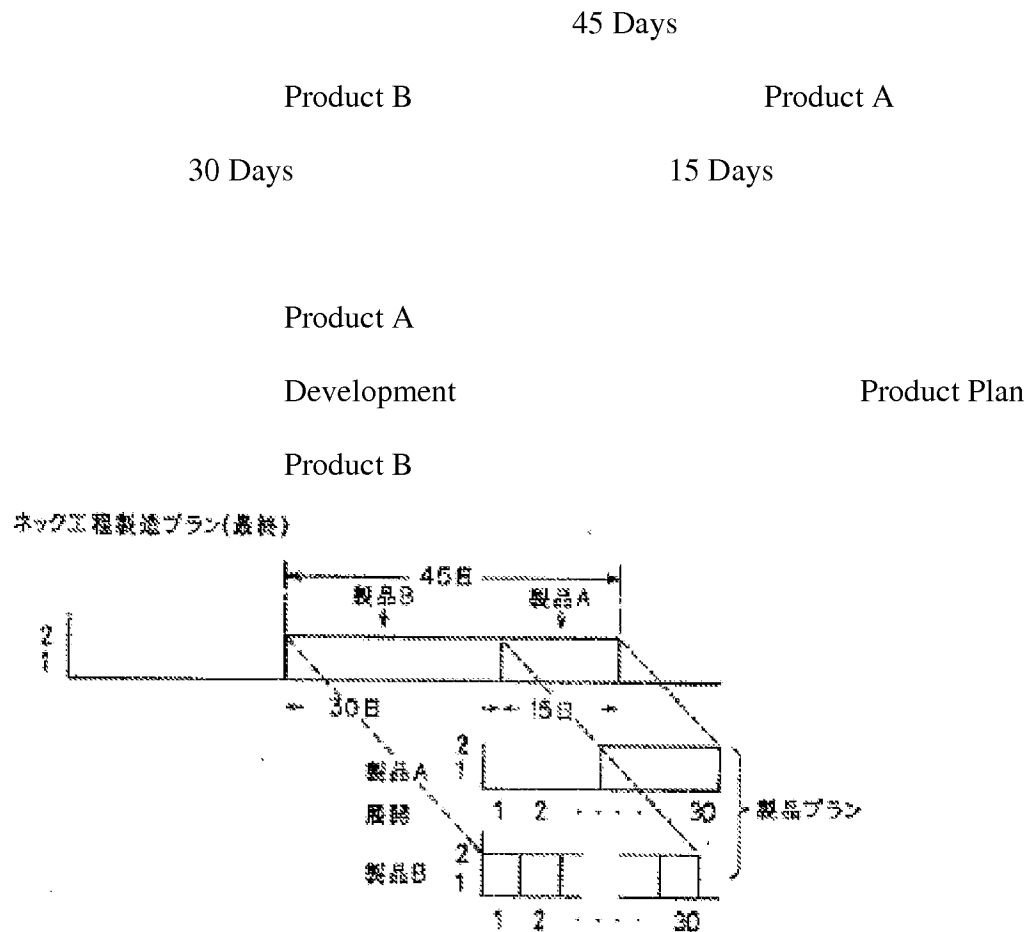 45 Days
Product B Product A
30 Days 15 Days
Product A
Development Product Plan
Product B
ネック工程製造プラン(最終)
45日
製品B 製品A
2
1
30日 15日
2
1
製品A
展開 1 2 ‥‥ 30 製品プラン
2
製品B 1
1 2 ‥‥ 30